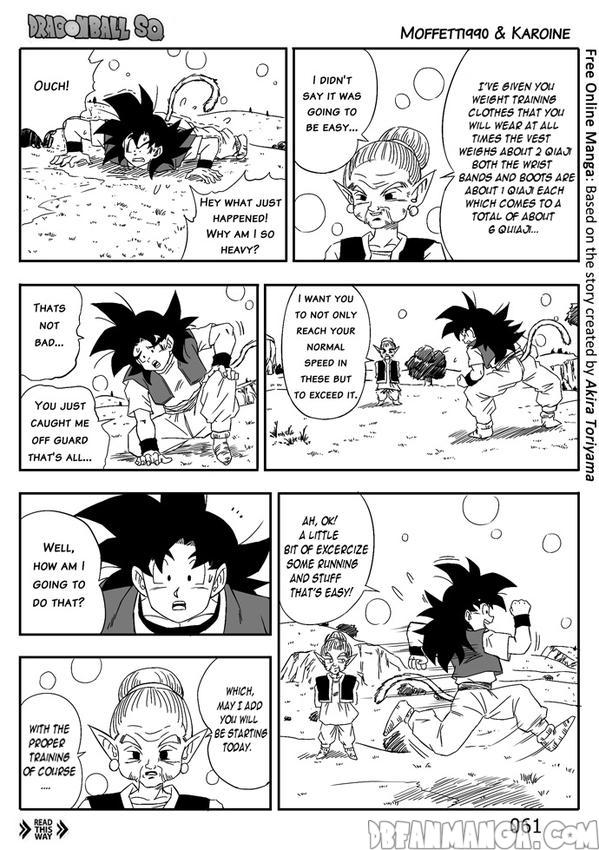 DRAGONBALL SQ
MOFFETT1990 & KAROINE
OUCH!
HEY WHAT JUST
HAPPENED!
WHY AM I SO
HEAVY?
I DIDN'T
SAY IT WAS
GOING TO
BE EASY...
I'VE GIVEN YOU
WEIGHT TRAINING
CLOTHES THAT YOU
WILL WEAR AT ALL
TIMES THE VEST
WEIGHS ABOUT 2 QIAJI
BOTH THE WRIST
BANDS AND BOOTS ARE
ABOUT 1 QIAJI EACH
WHICH COMES TO A
TOTAL OF ABOUT
6 QUIAJI...
THATS
NOT
BAD...
YOU JUST
CAUGHT ME
OFF GUARD
THAT'S ALL...
I WANT YOU
TO NOT ONLY
REACH YOUR
NORMAL
SPEED IN
THESE BUT
TO EXCEED IT.
WELL,
HOW AM I
GOING TO
DO THAT?
WITH THE
PROPER
TRAINING
OF COURSE
....
WHICH,
MAY I ADD
YOU WILL
BE STARTING
TODAY.
AH, OK!
A LITTLE
BIT OF EXCERCIZE
SOME RUNNING
AND STUFF
THAT'S EASY!
Free Online Manga: Based on the story created by Akira Toriyama
READ
THIS
WAY
061
DBFANMANGA.COM